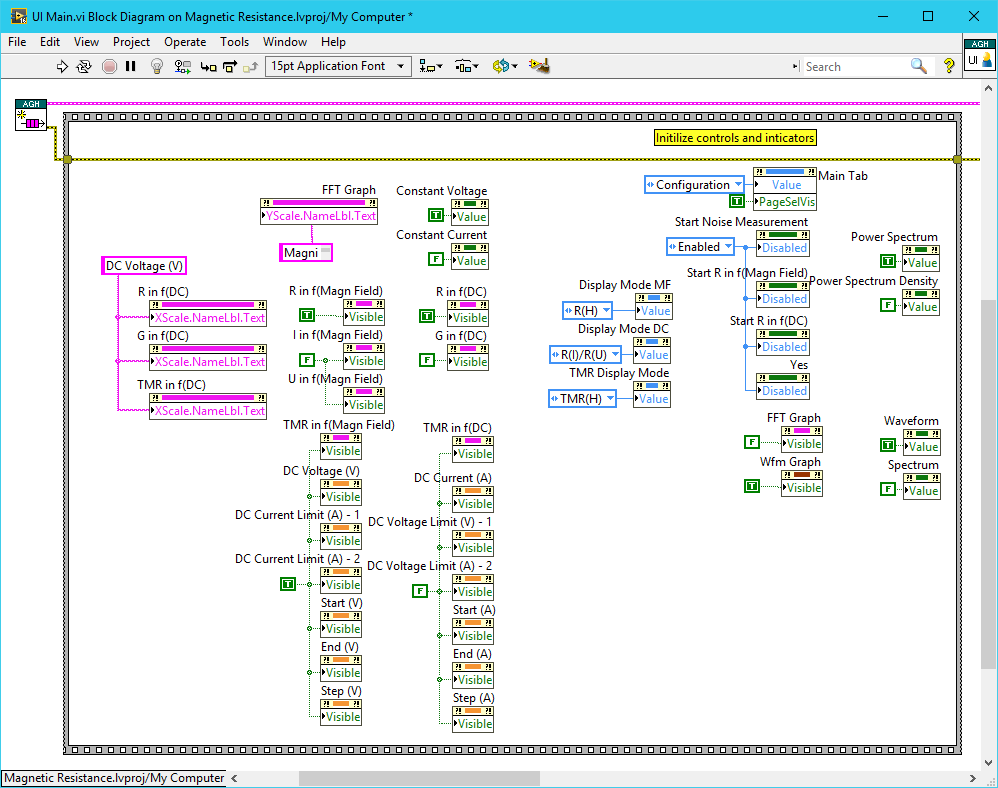 UI Main.vi Block Diagram on Magnetic Resistance.lvproj/My Computer *
File Edit View Project Operate Tools Window Help
15pt Application Font
Search
AGH
UI
AGH
Initilize controls and inticators
Main Tab
Configuration
Value
T
PageSelVis
FFT Graph
YScale.NameLbl.Text
Magni
Constant Voltage
T
Value
Constant Current
F
Value
Start Noise Measurement
Enabled
Disabled
Start R in f(Magn Field)
Disabled
Start R in f(DC)
Disabled
Yes
Disabled
Power Spectrum
T
Value
Power Spectrum Density
F
Value
DC Voltage (V)
R in f(DC)
XScale.NameLbl.Text
G in f(DC)
XScale.NameLbl.Text
TMR in f(DC)
XScale.NameLbl.Text
R in f(Magn Field)
T
Visible
I in f(Magn Field)
F
Visible
U in f(Magn Field)
Visible
R in f(DC)
T
Visible
G in f(DC)
F
Visible
Display Mode MF
R(H)
Value
Display Mode DC
R(I)/R(U)
Value
TMR Display Mode
TMR(H)
Value
TMR in f(Magn Field)
Visible
DC Voltage (V)
Visible
DC Current Limit (A) - 1
Visible
DC Current Limit (A) - 2
T
Visible
Start (V)
Visible
End (V)
Visible
Step (V)
Visible
TMR in f(DC)
Visible
DC Current (A)
Visible
DC Voltage Limit (V) - 1
Visible
DC Voltage Limit (A) - 2
F
Visible
Start (A)
Visible
End (A)
Visible
Step (A)
Visible
FFT Graph
F
Visible
Wfm Graph
T
Visible
Waveform
T
Value
Spectrum
F
Value
Magnetic Resistance.lvproj/My Computer